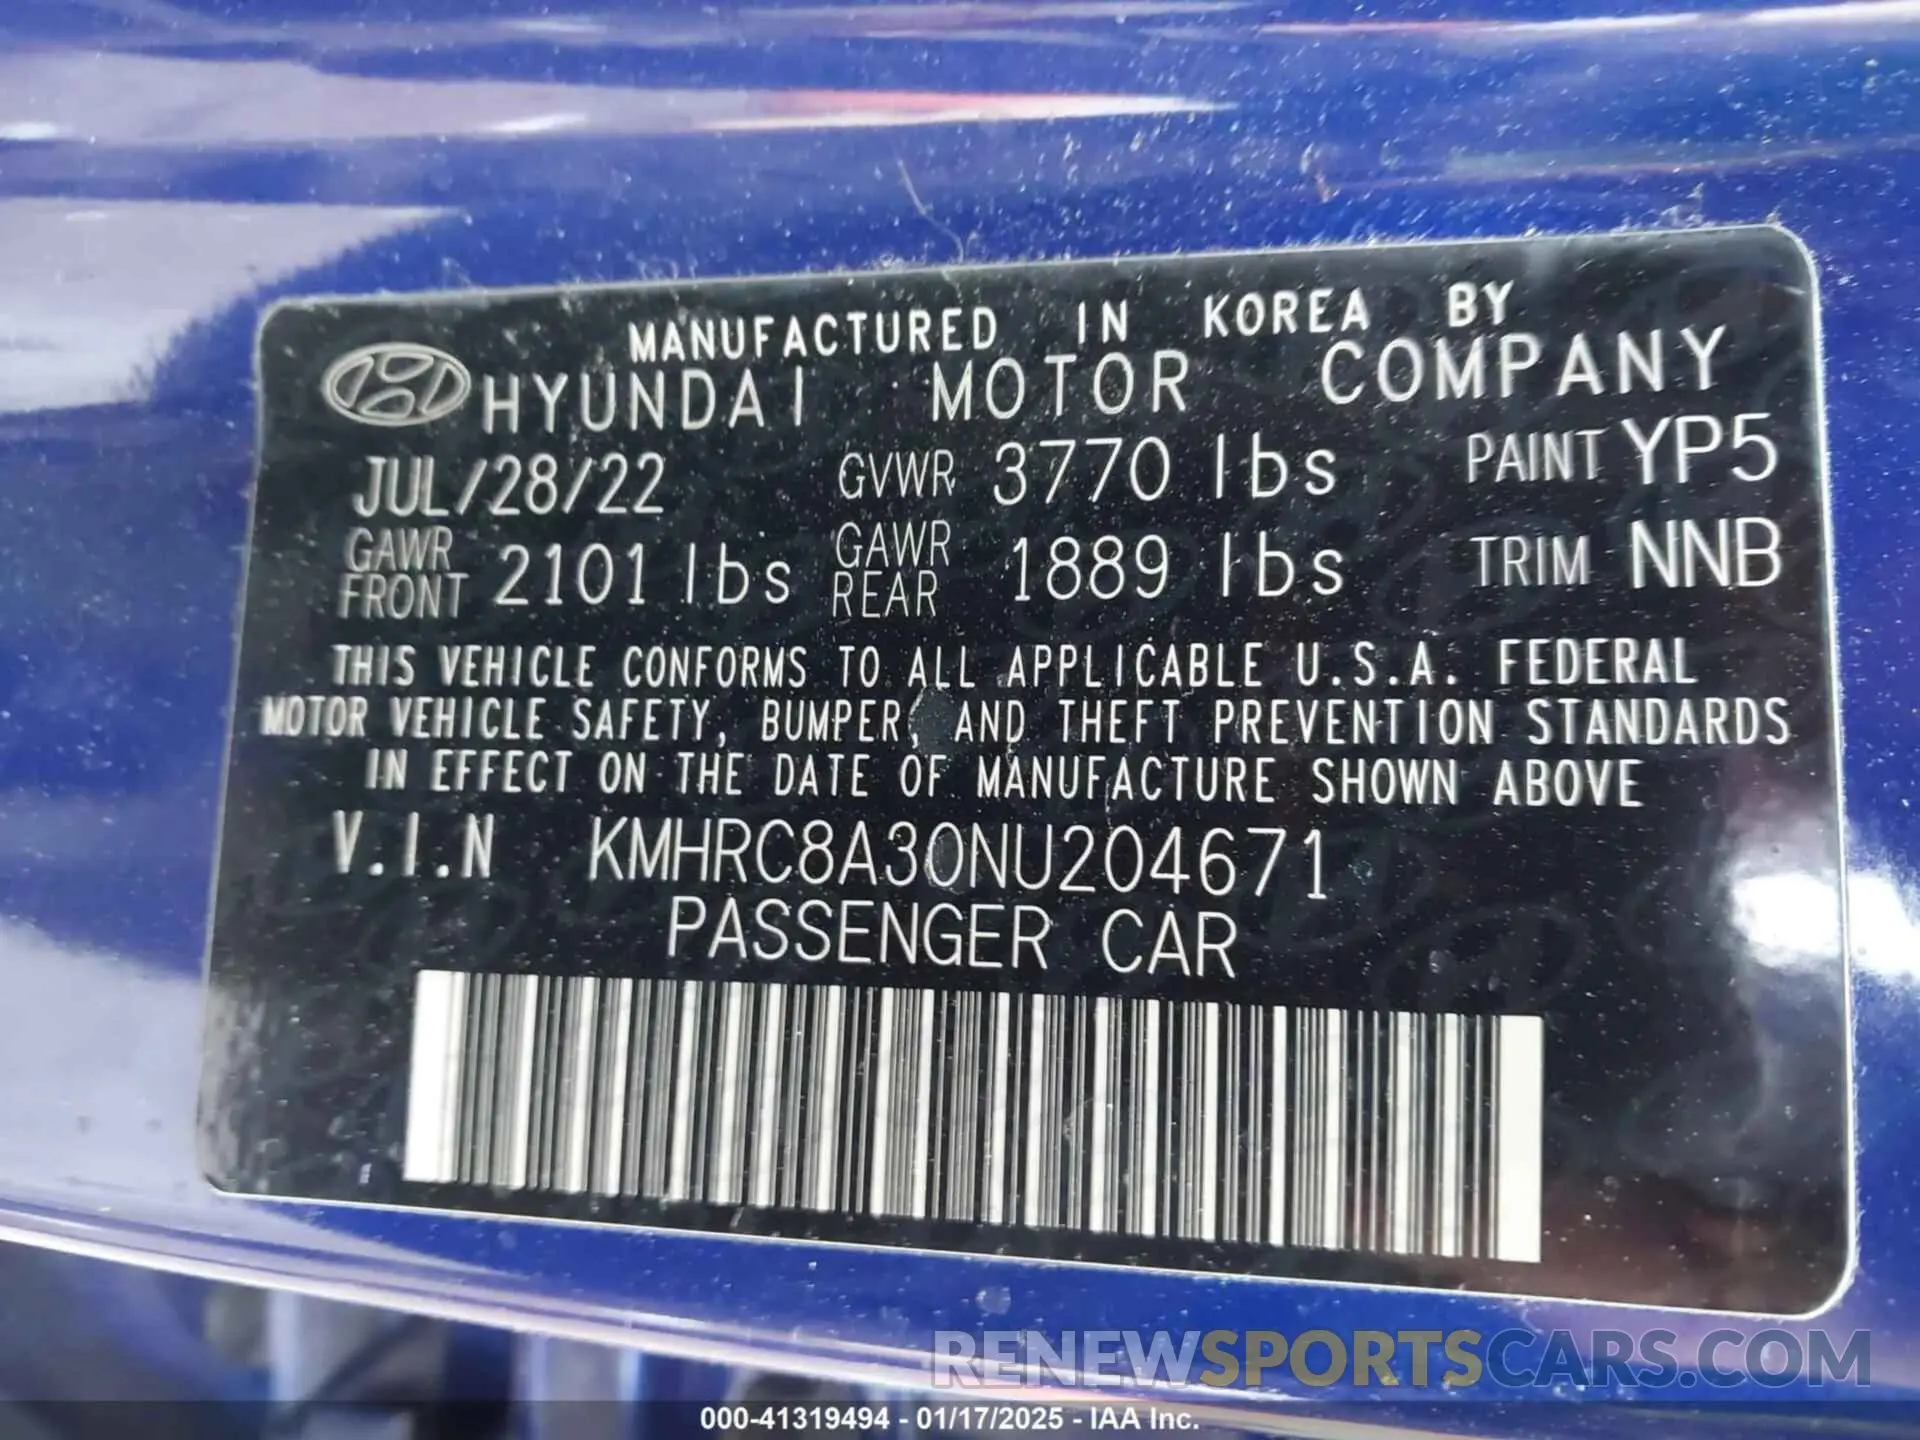 MANUFACTURED IN KOREA BY
HYUNDAI MOTOR COMPANY
JUL/28/22 GVWR 3770 lbs PAINT YP5
GAWR FRONT 2101 lbs GAWR REAR 1889 lbs TRIM NNB
THIS VEHICLE CONFORMS TO ALL APPLICABLE U.S.A. FEDERAL
MOTOR VEHICLE SAFETY, BUMPER, AND THEFT PREVENTION STANDARDS
IN EFFECT ON THE DATE OF MANUFACTURE SHOWN ABOVE
V.I.N KMHRC8A30NU204671
PASSENGER CAR
RENEWSPORTSCARS.COM
000-41319494 - 01/17/2025 - IAA Inc.